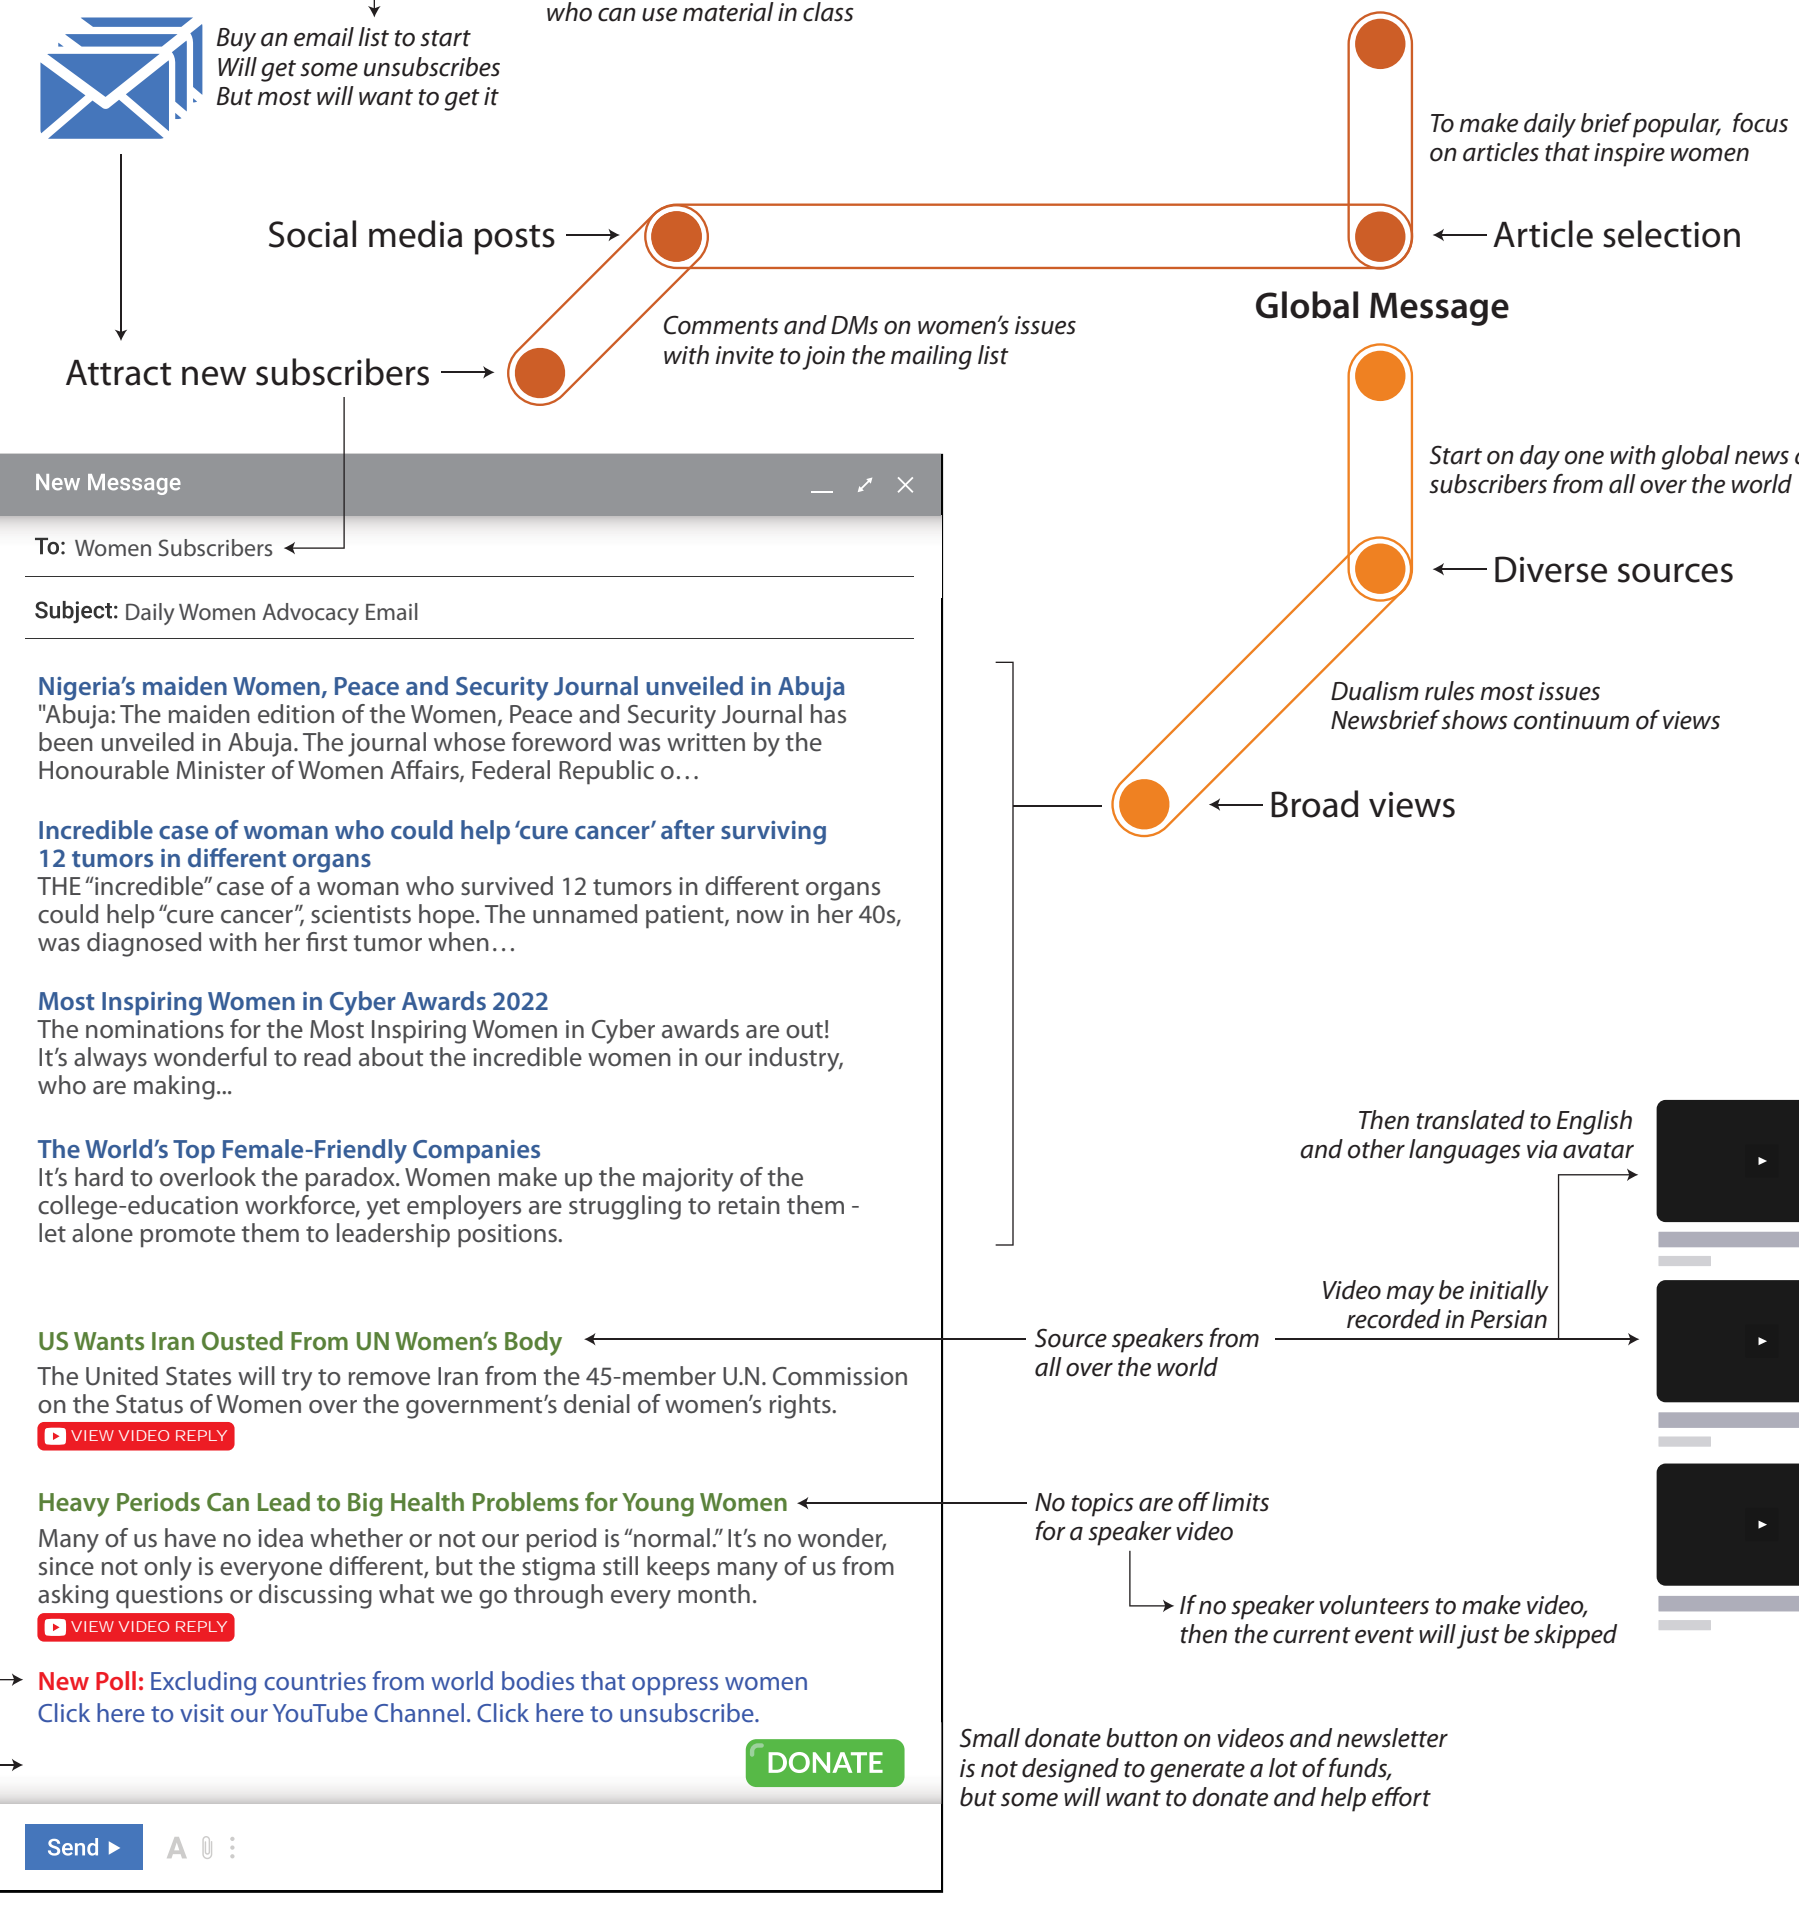 who can use material in class
Buy an email list to start
Will get some unsubscribes
But most will want to get it
To make daily brief popular, focus
on articles that inspire women
Social media posts
Article selection
Global Message
Comments and DMs on women's issues
with invite to join the mailing list
Attract new subscribers
Start on day one with global news
subscribers from all over the world
Diverse sources
Dualism rules most issues
Newsbrief shows continuum of views
Broad views
New Message
To: Women Subscribers
Subject: Daily Women Advocacy Email
Nigeria's maiden Women, Peace and Security Journal unveiled in Abuja
"Abuja: The maiden edition of the Women, Peace and Security Journal has
been unveiled in Abuja. The journal whose foreword was written by the
Honourable Minister of Women Affairs, Federal Republic o…
Incredible case of woman who could help 'cure cancer' after surviving
12 tumors in different organs
THE "incredible" case of a woman who survived 12 tumors in different organs
could help "cure cancer", scientists hope. The unnamed patient, now in her 40s,
was diagnosed with her first tumor when…
Most Inspiring Women in Cyber Awards 2022
The nominations for the Most Inspiring Women in Cyber awards are out!
It's always wonderful to read about the incredible women in our industry,
who are making...
The World's Top Female-Friendly Companies
It's hard to overlook the paradox. Women make up the majority of the
college-education workforce, yet employers are struggling to retain them -
let alone promote them to leadership positions.
US Wants Iran Ousted From UN Women's Body
The United States will try to remove Iran from the 45-member U.N. Commission
on the Status of Women over the government's denial of women's rights.
VIEW VIDEO REPLY
Heavy Periods Can Lead to Big Health Problems for Young Women
Many of us have no idea whether or not our period is "normal." It's no wonder,
since not only is everyone different, but the stigma still keeps many of us from
asking questions or discussing what we go through every month.
VIEW VIDEO REPLY
New Poll: Excluding countries from world bodies that oppress women
Click here to visit our YouTube Channel. Click here to unsubscribe.
DONATE
Send
A
Then translated to English
and other languages via avatar
Video may be initially
recorded in Persian
Source speakers from
all over the world
No topics are off limits
for a speaker video
If no speaker volunteers to make video,
then the current event will just be skipped
Small donate button on videos and newsletter
is not designed to generate a lot of funds,
but some will want to donate and help effort